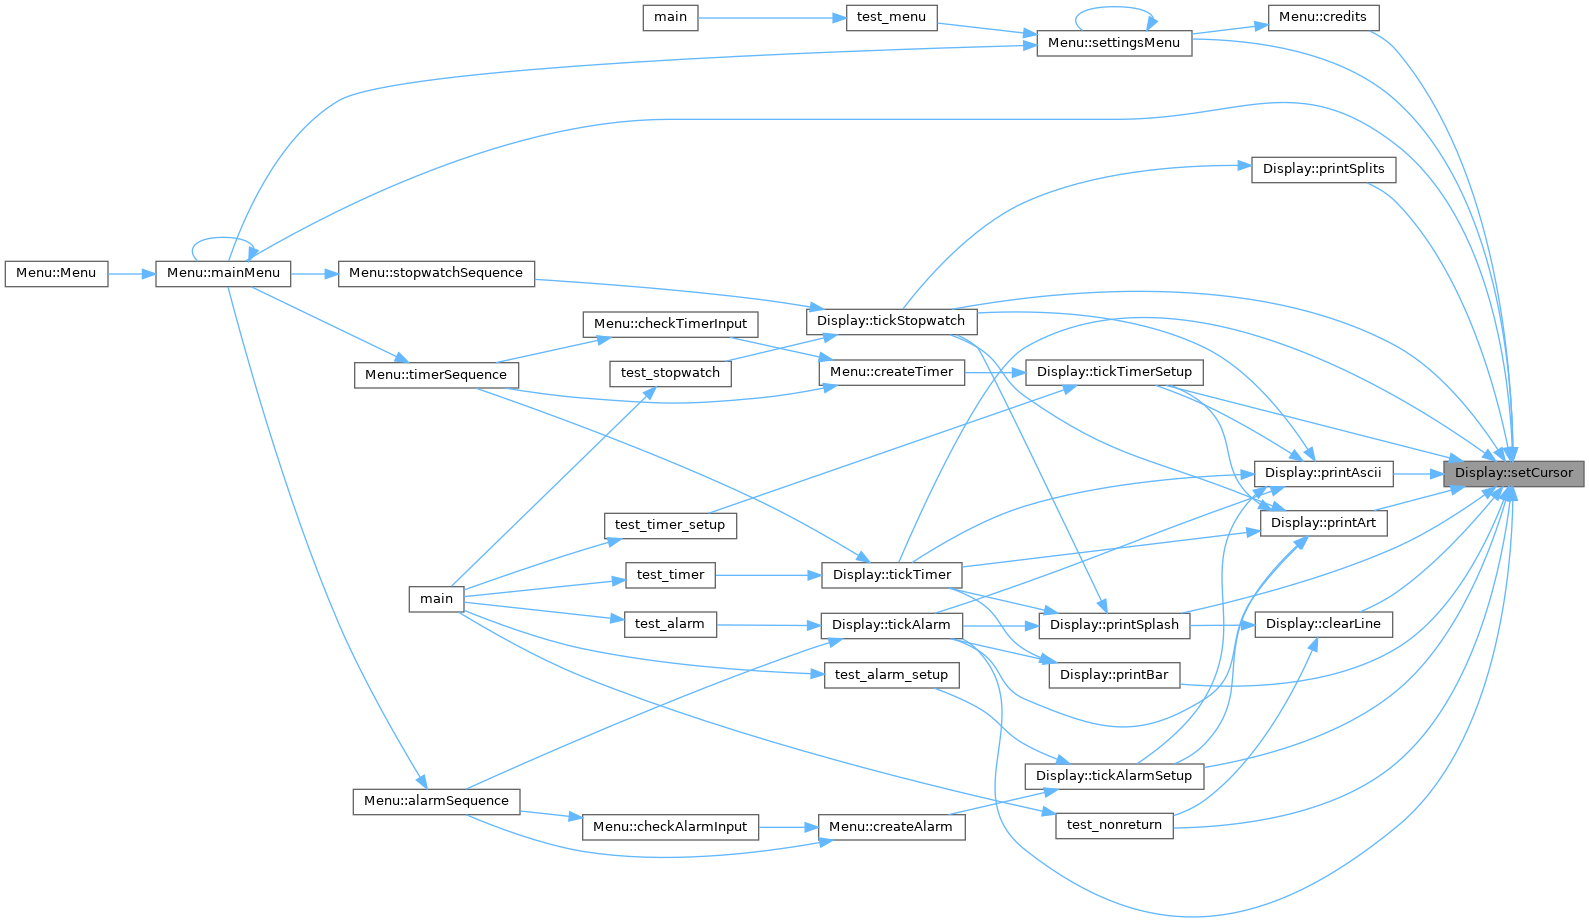 main
test_menu
Menu::credits
Menu::settingsMenu
Display::printSplits
Menu::Menu
Menu::mainMenu
Menu::stopwatchSequence
Display::tickStopwatch
Menu::checkTimerInput
Menu::timerSequence
test_stopwatch
Menu::createTimer
Display::tickTimerSetup
Display::printAscii
Display::setCursor
test_timer_setup
Display::printArt
test_timer
Display::tickTimer
main
test_alarm
Display::tickAlarm
Display::printSplash
Display::clearLine
test_alarm_setup
Display::printBar
Display::tickAlarmSetup
Menu::alarmSequence
Menu::checkAlarmInput
Menu::createAlarm
test_nonreturn